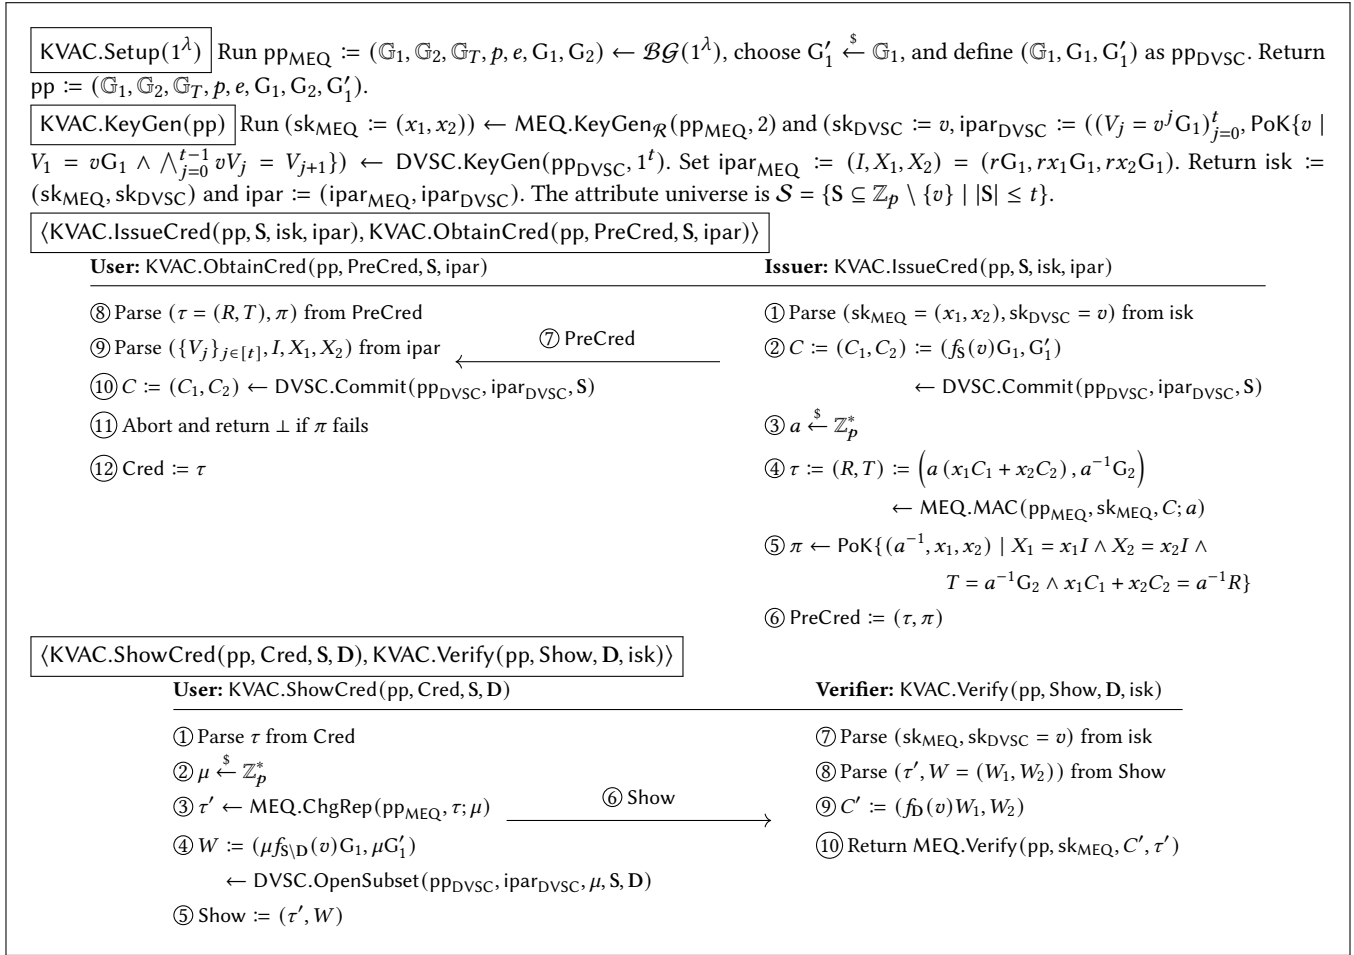 KVAC.Setup(1^λ) Run pp_MEQ := (𝔾₁, 𝔾₂, 𝔾_T, p, e, G₁, G₂) ← ℬ𝒢(1^λ), choose G′₁ ←$ 𝔾₁, and define (𝔾₁, G₁, G′₁) as pp_DVSC. Return
pp := (𝔾₁, 𝔾₂, 𝔾_T, p, e, G₁, G₂, G′₁).
KVAC.KeyGen(pp) Run (sk_MEQ := (x₁, x₂)) ← MEQ.KeyGen_ℛ(pp_MEQ, 2) and (sk_DVSC := v, ipar_DVSC := ((V_j = v^j G₁)_{j=0}^t, PoK{v |
V₁ = vG₁ ∧ ⋀_{j=0}^{t−1} vV_j = V_{j+1}}) ← DVSC.KeyGen(pp_DVSC, 1^t). Set ipar_MEQ := (I, X₁, X₂) = (rG₁, rx₁G₁, rx₂G₁). Return isk :=
(sk_MEQ, sk_DVSC) and ipar := (ipar_MEQ, ipar_DVSC). The attribute universe is 𝒮 = {S ⊆ ℤ_p \ {v} | |S| ≤ t}.
⟨KVAC.IssueCred(pp, S, isk, ipar), KVAC.ObtainCred(pp, PreCred, S, ipar)⟩
User: KVAC.ObtainCred(pp, PreCred, S, ipar)
⑧ Parse (τ = (R, T), π) from PreCred
⑨ Parse ({V_j}_{j∈[t]}, I, X₁, X₂) from ipar
⑩ C := (C₁, C₂) ← DVSC.Commit(pp_DVSC, ipar_DVSC, S)
⑪ Abort and return ⊥ if π fails
⑫ Cred := τ
⑦ PreCred
Issuer: KVAC.IssueCred(pp, S, isk, ipar)
① Parse (sk_MEQ = (x₁, x₂), sk_DVSC = v) from isk
② C := (C₁, C₂) := (f_S(v)G₁, G′₁)
← DVSC.Commit(pp_DVSC, ipar_DVSC, S)
③ a ←$ ℤ*_p
④ τ := (R, T) := (a (x₁C₁ + x₂C₂), a⁻¹G₂)
← MEQ.MAC(pp_MEQ, sk_MEQ, C; a)
⑤ π ← PoK{(a⁻¹, x₁, x₂) | X₁ = x₁I ∧ X₂ = x₂I ∧
T = a⁻¹G₂ ∧ x₁C₁ + x₂C₂ = a⁻¹R}
⑥ PreCred := (τ, π)
⟨KVAC.ShowCred(pp, Cred, S, D), KVAC.Verify(pp, Show, D, isk)⟩
User: KVAC.ShowCred(pp, Cred, S, D)
① Parse τ from Cred
② μ ←$ ℤ*_p
③ τ′ ← MEQ.ChgRep(pp_MEQ, τ; μ)
④ W := (μf_{S\D}(v)G₁, μG′₁)
← DVSC.OpenSubset(pp_DVSC, ipar_DVSC, μ, S, D)
⑤ Show := (τ′, W)
⑥ Show
Verifier: KVAC.Verify(pp, Show, D, isk)
⑦ Parse (sk_MEQ, sk_DVSC = v) from isk
⑧ Parse (τ′, W = (W₁, W₂)) from Show
⑨ C′ := (f_D(v)W₁, W₂)
⑩ Return MEQ.Verify(pp, sk_MEQ, C′, τ′)